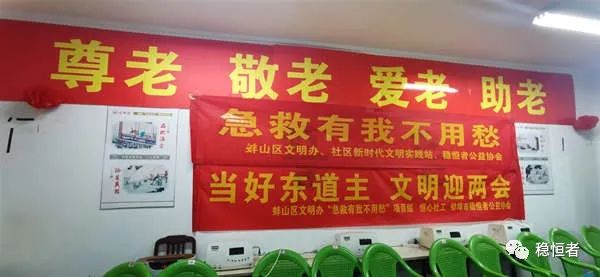 尊老 敬老 爱老 助老
急救有我不用愁
蚌山区文明办、社区新时代文明实践站、稳恒者公益协会
当好东道主 文明迎两会
蚌山区文明办“急救有我不用愁”项目组 恒心社工 蚌埠市稳恒者公益协会
稳恒者